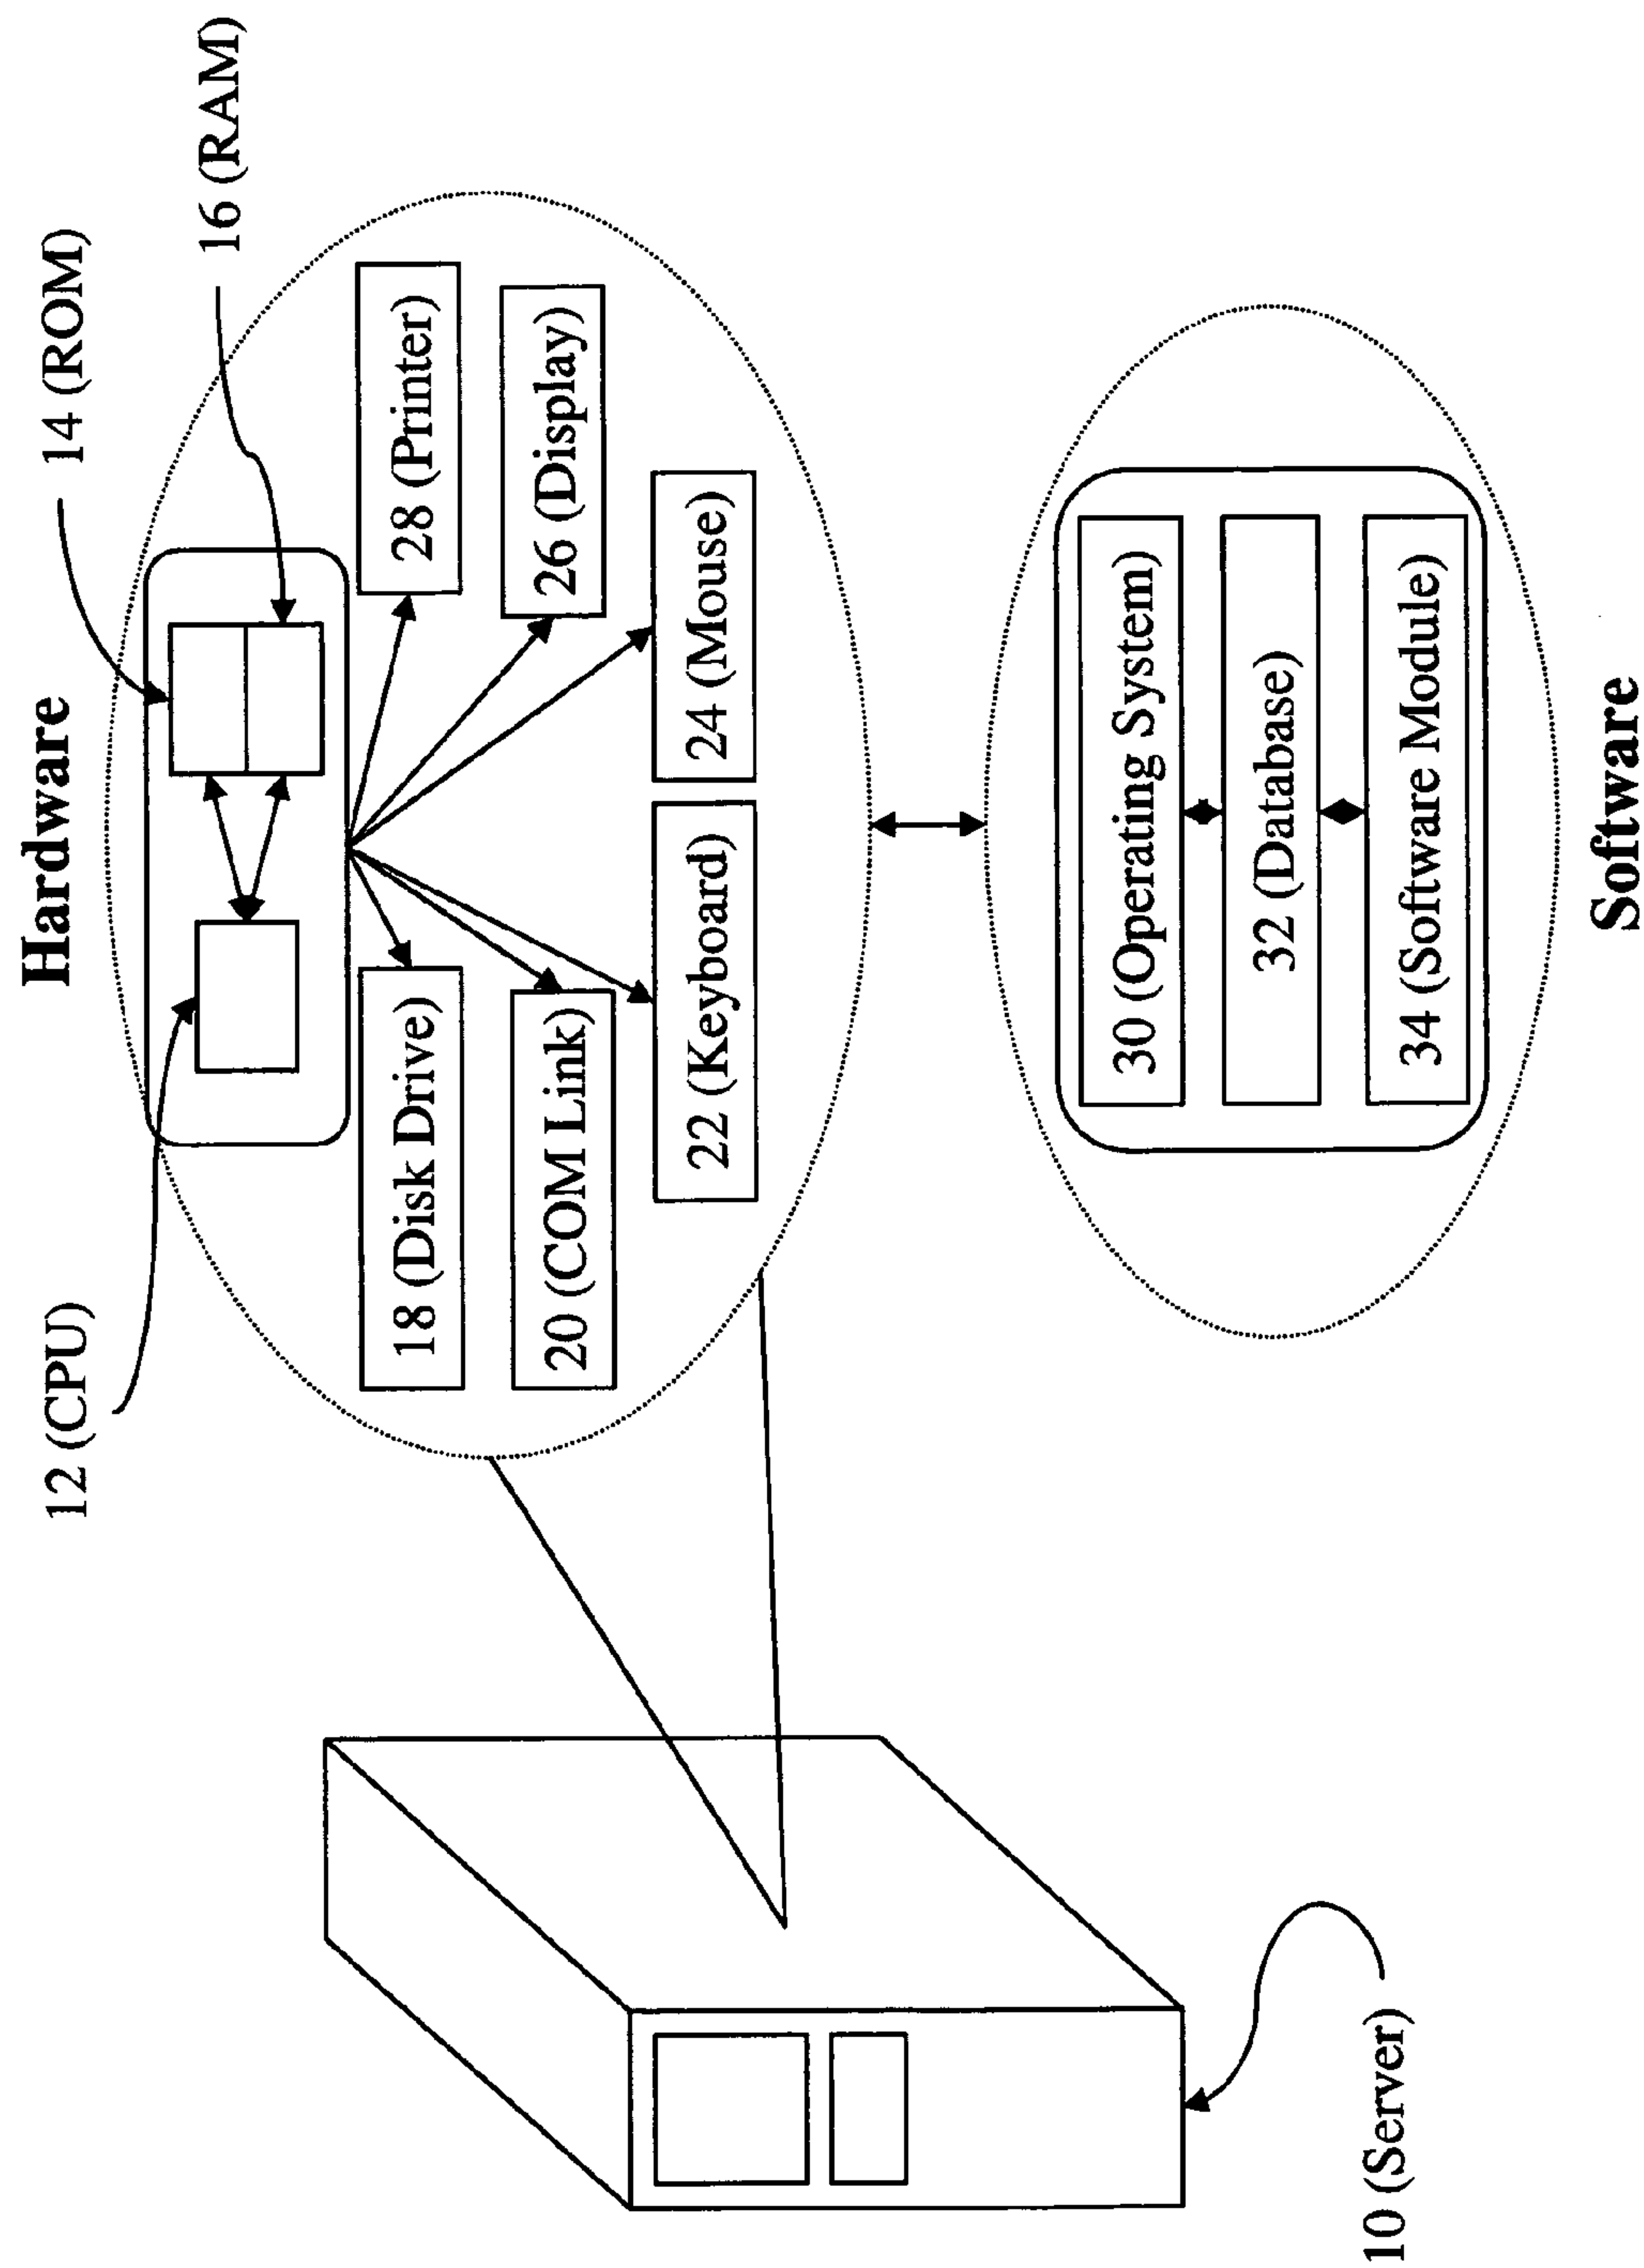 Hardware
12 (CPU)
14 (ROM)
16 (RAM)
18 (Disk Drive)
28 (Printer)
20 (COM Link)
26 (Display)
22 (Keyboard)
24 (Mouse)
30 (Operating System)
32 (Database)
34 (Software Module)
10 (Server)
Software